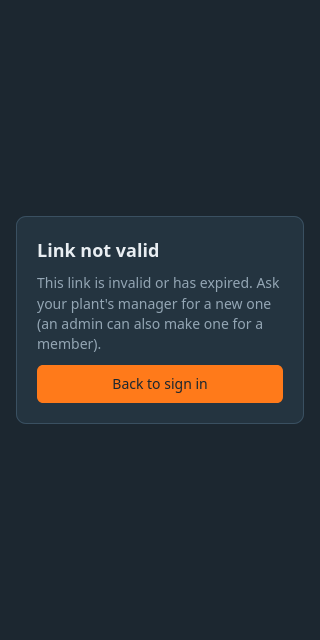 Link not valid
This link is invalid or has expired. Ask
your plant's manager for a new one
(an admin can also make one for a
member).
Back to sign in